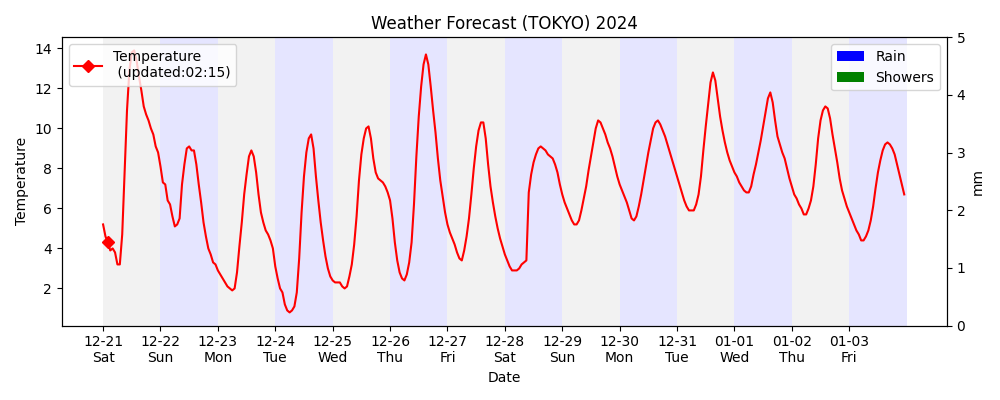 Weather Forecast (TOKYO) 2024
Temperature
(updated:02:15)
Rain
Showers
14
12
10
8
6
4
2
Temperature
5
4
3
2
1
0
mm
12-21 12-22 12-23 12-24 12-25 12-26 12-27 12-28 12-29 12-30 12-31 01-01 01-02 01-03
Sat Sun Mon Tue Wed Thu Fri Sat Sun Mon Tue Wed Thu Fri
Date